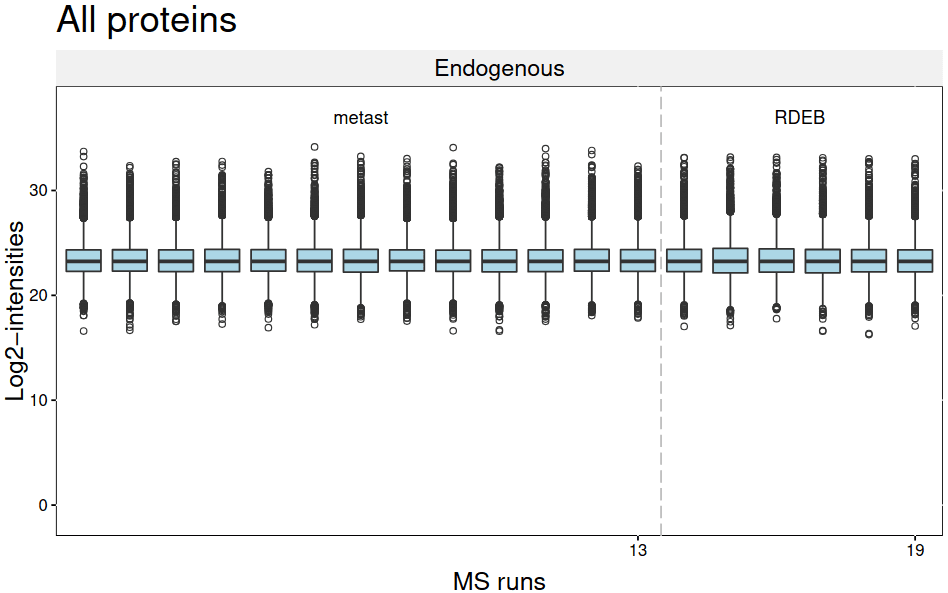 All proteins
Endogenous
metast
RDEB
Log2−intensities
30
20
10
0
13
19
MS runs